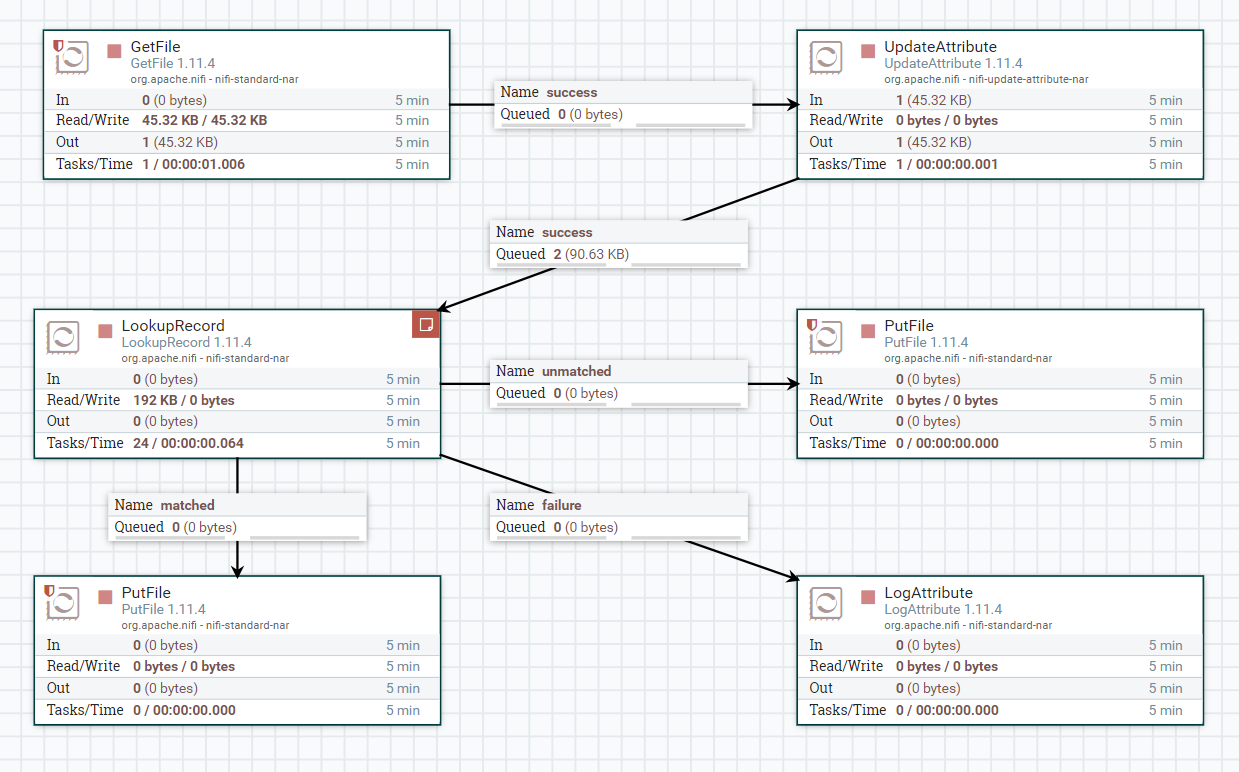 GetFile
GetFile 1.11.4
org.apache.nifi - nifi-standard-nar
In 0 (0 bytes) 5 min
Read/Write 45.32 KB / 45.32 KB 5 min
Out 1 (45.32 KB) 5 min
Tasks/Time 1 / 00:00:01.006 5 min
Name success
Queued 0 (0 bytes)
UpdateAttribute
UpdateAttribute 1.11.4
org.apache.nifi - nifi-update-attribute-nar
In 1 (45.32 KB) 5 min
Read/Write 0 bytes / 0 bytes 5 min
Out 1 (45.32 KB) 5 min
Tasks/Time 1 / 00:00:00.001 5 min
Name success
Queued 2 (90.63 KB)
LookupRecord
LookupRecord 1.11.4
org.apache.nifi - nifi-standard-nar
In 0 (0 bytes) 5 min
Read/Write 192 KB / 0 bytes 5 min
Out 0 (0 bytes) 5 min
Tasks/Time 24 / 00:00:00.064 5 min
Name unmatched
Queued 0 (0 bytes)
PutFile
PutFile 1.11.4
org.apache.nifi - nifi-standard-nar
In 0 (0 bytes) 5 min
Read/Write 0 bytes / 0 bytes 5 min
Out 0 (0 bytes) 5 min
Tasks/Time 0 / 00:00:00.000 5 min
Name matched
Queued 0 (0 bytes)
Name failure
Queued 0 (0 bytes)
PutFile
PutFile 1.11.4
org.apache.nifi - nifi-standard-nar
In 0 (0 bytes) 5 min
Read/Write 0 bytes / 0 bytes 5 min
Out 0 (0 bytes) 5 min
Tasks/Time 0 / 00:00:00.000 5 min
LogAttribute
LogAttribute 1.11.4
org.apache.nifi - nifi-standard-nar
In 0 (0 bytes) 5 min
Read/Write 0 bytes / 0 bytes 5 min
Out 0 (0 bytes) 5 min
Tasks/Time 0 / 00:00:00.000 5 min